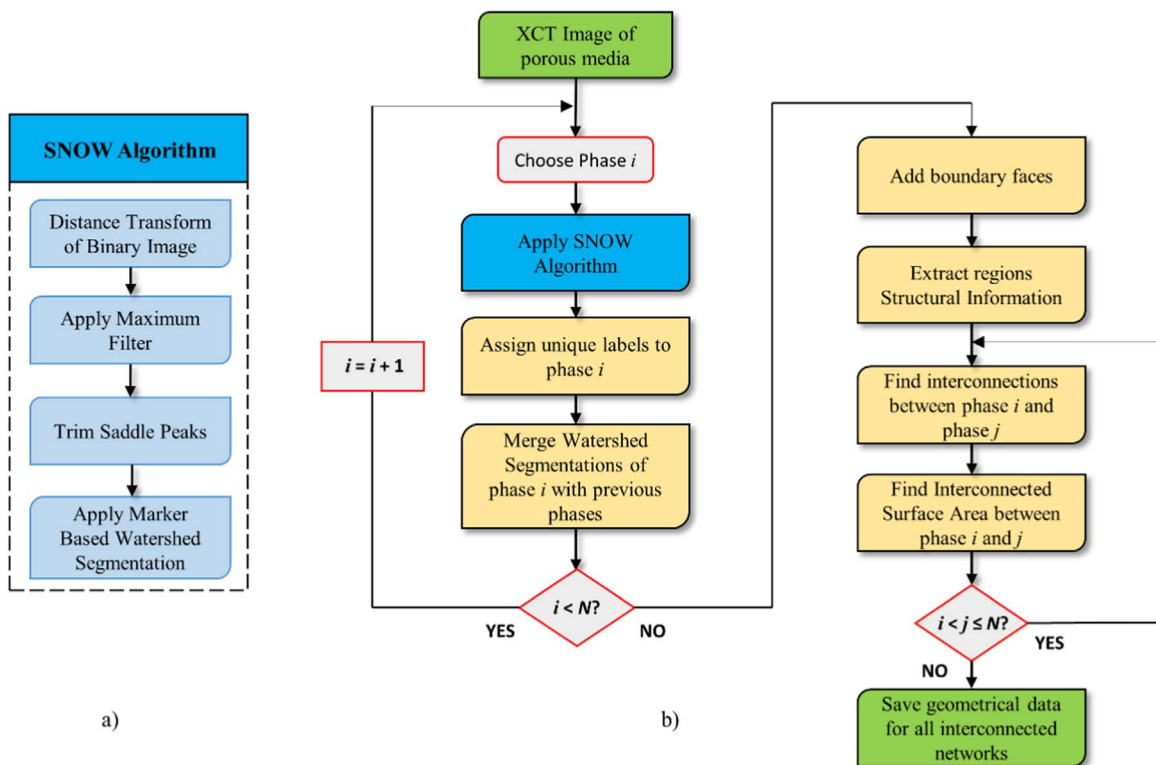 SNOW Algorithm
Distance Transform
of Binary Image
Apply Maximum
Filter
Trim Saddle Peaks
Apply Marker
Based Watershed
Segmentation
a)
XCT Image of
porous media
Choose Phase i
Apply SNOW
Algorithm
Assign unique labels to
phase i
Merge Watershed
Segmentations of
phase i with previous
phases
i < N?
YES
NO
i = i + 1
Add boundary faces
Extract regions
Structural Information
Find interconnections
between phase i and
phase j
Find Interconnected
Surface Area between
phase i and j
i < j ≤ N?
YES
NO
Save geometrical data
for all interconnected
networks
b)